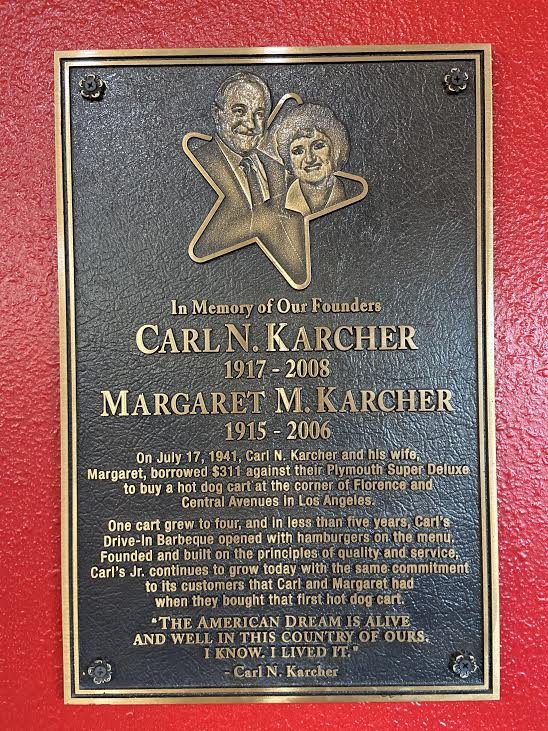 In Memory of Our Founders
CARL N. KARCHER
1917 - 2008
MARGARET M. KARCHER
1915 - 2006
On July 17, 1941, Carl N. Karcher and his wife,
Margaret, borrowed $311 against their Plymouth Super Deluxe
to buy a hot dog cart at the corner of Florence and
Central Avenues in Los Angeles.
One cart grew to four, and in less than five years, Carl's
Drive-In Barbeque opened with hamburgers on the menu.
Founded and built on the principles of quality and service,
Carl's Jr. continues to grow today with the same commitment
to its customers that Carl and Margaret had
when they bought that first hot dog cart.
"THE AMERICAN DREAM IS ALIVE
AND WELL IN THIS COUNTRY OF OURS.
I KNOW. I LIVED IT."
- Carl N. Karcher